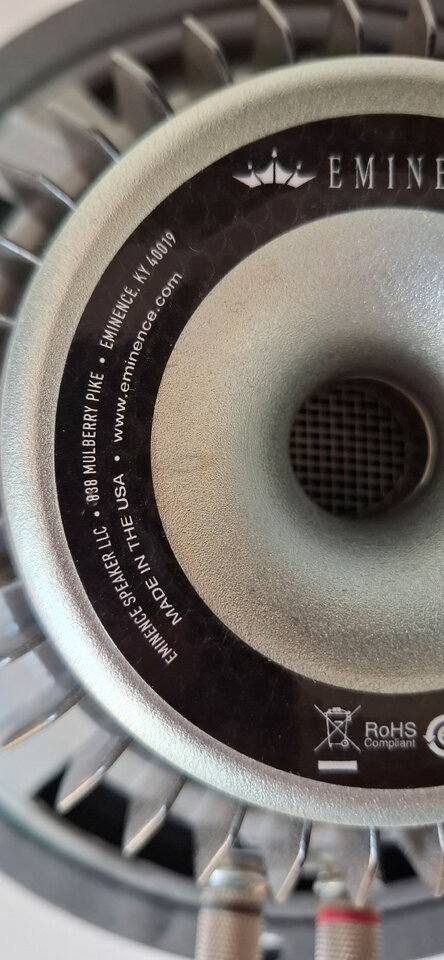 EMINE
EMINENCE SPEAKER LLC • 838 MULBERRY PIKE • EMINENCE, KY 40019
MADE IN THE USA • www.eminence.com
RoHS
Compliant